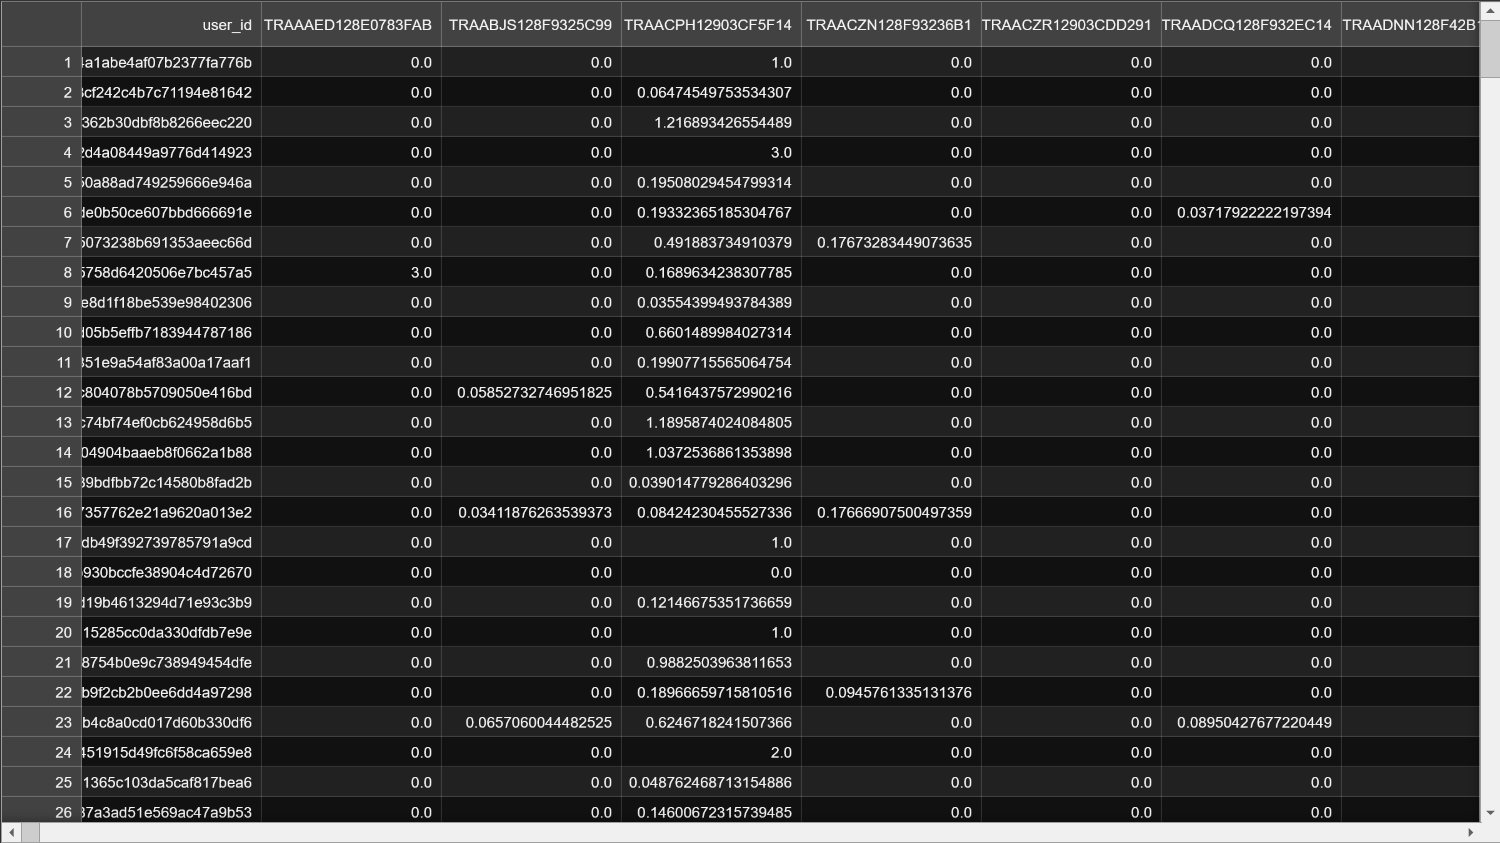 user_id TRAAAED128E0783FAB TRAABJS128F9325C99 TRAACPH12903CF5F14 TRAACZN128F93236B1 TRAACZR12903CDD291 TRAADCQ128F932EC14 TRAADNN128F42B1
1 4a1abe4af07b2377fa776b 0.0 0.0 1.0 0.0 0.0 0.0
2 3cf242c4b7c71194e81642 0.0 0.0 0.06474549753534307 0.0 0.0 0.0
3 362b30dbf8b8266eec220 0.0 0.0 1.216893426554489 0.0 0.0 0.0
4 2d4a08449a9776d414923 0.0 0.0 3.0 0.0 0.0 0.0
5 50a88ad749259666e946a 0.0 0.0 0.19508029454799314 0.0 0.0 0.0
6 de0b50ce607bbd666691e 0.0 0.0 0.19332365185304767 0.0 0.0 0.03717922222197394
7 5073238b691353aeec66d 0.0 0.0 0.491883734910379 0.17673283449073635 0.0 0.0
8 5758d6420506e7bc457a5 3.0 0.0 0.1689634238307785 0.0 0.0 0.0
9 e8d1f18be539e98402306 0.0 0.0 0.03554399493784389 0.0 0.0 0.0
10 d05b5effb7183944787186 0.0 0.0 0.6601489984027314 0.0 0.0 0.0
11 351e9a54af83a00a17aaf1 0.0 0.0 0.19907715565064754 0.0 0.0 0.0
12 c804078b5709050e416bd 0.0 0.05852732746951825 0.5416437572990216 0.0 0.0 0.0
13 c74bf74ef0cb624958d6b5 0.0 0.0 1.1895874024084805 0.0 0.0 0.0
14 04904baaeb8f0662a1b88 0.0 0.0 1.0372536861353898 0.0 0.0 0.0
15 39bdfbb72c14580b8fad2b 0.0 0.0 0.039014779286403296 0.0 0.0 0.0
16 7357762e21a9620a013e2 0.0 0.03411876263539373 0.08424230455527336 0.17666907500497359 0.0 0.0
17 db49f392739785791a9cd 0.0 0.0 1.0 0.0 0.0 0.0
18 b930bccfe38904c4d72670 0.0 0.0 0.0 0.0 0.0 0.0
19 d19b4613294d71e93c3b9 0.0 0.0 0.12146675351736659 0.0 0.0 0.0
20 15285cc0da330dfdb7e9e 0.0 0.0 1.0 0.0 0.0 0.0
21 8754b0e9c738949454dfe 0.0 0.0 0.9882503963811653 0.0 0.0 0.0
22 b9f2cb2b0ee6dd4a97298 0.0 0.0 0.18966659715810516 0.0945761335131376 0.0 0.0
23 b4c8a0cd017d60b330df6 0.0 0.0657060044482525 0.6246718241507366 0.0 0.0 0.08950427677220449
24 451915d49fc6f58ca659e8 0.0 0.0 2.0 0.0 0.0 0.0
25 1365c103da5caf817bea6 0.0 0.0 0.048762468713154886 0.0 0.0 0.0
26 37a3ad51e569ac47a9b53 0.0 0.0 0.14600672315739485 0.0 0.0 0.0